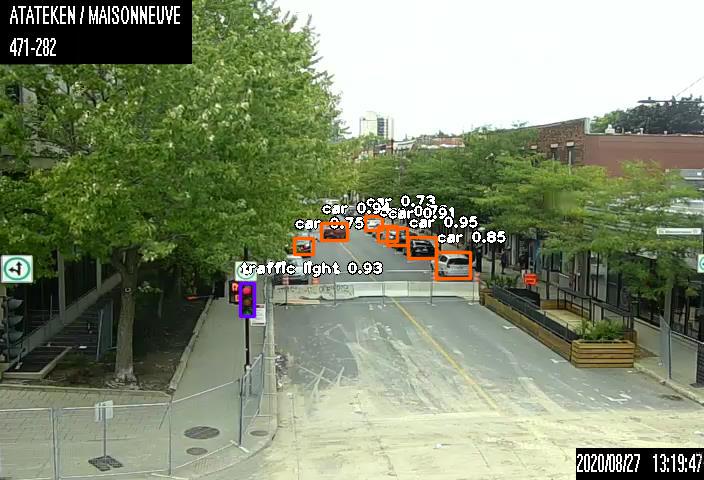 ATATEKEN / MAISONNEUVE
471-282
car 0.73
car 0.91
car 0.75
car 0.95
car 0.85
traffic light 0.93
2020/08/27 13:19:47